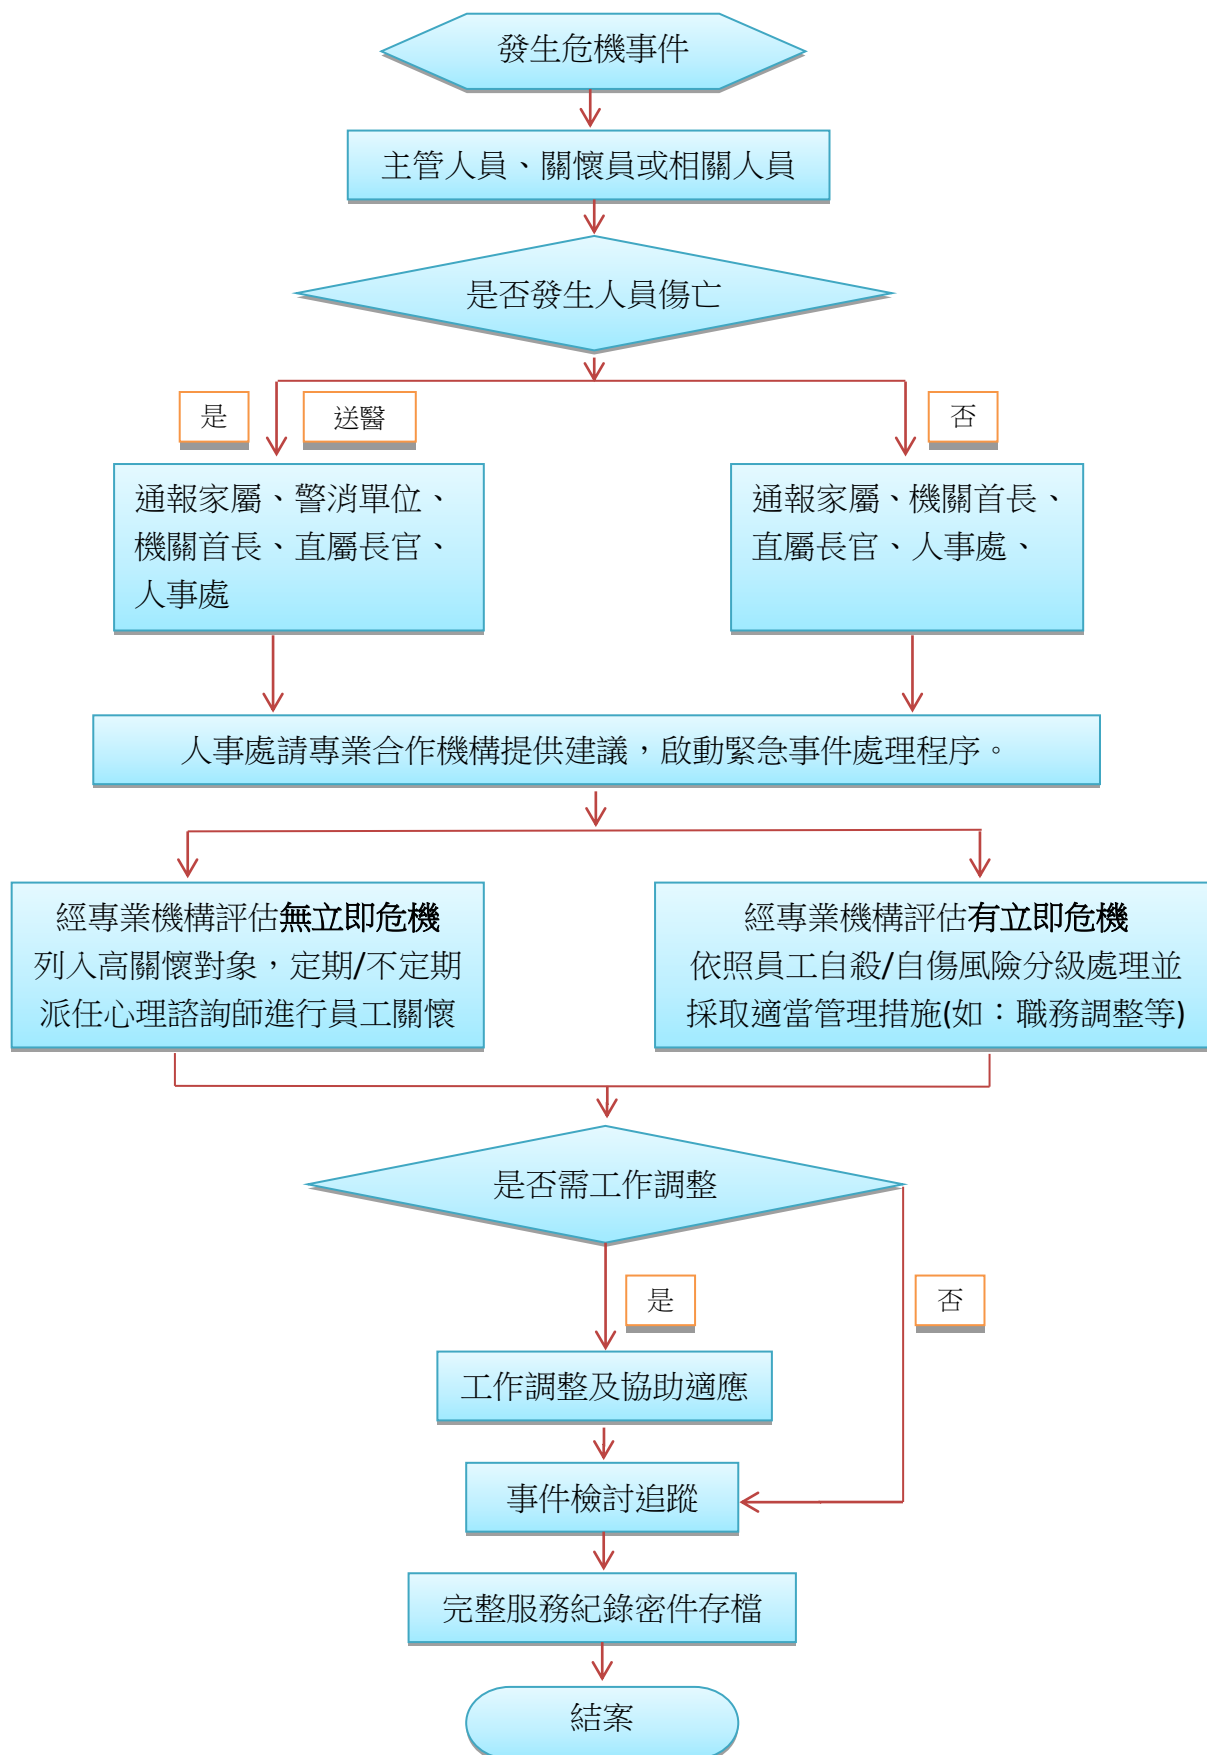 發生危機事件
主管人員、關懷員或相關人員
是否發生人員傷亡
是
送醫
否
通報家屬、警消單位、
機關首長、直屬長官、
人事處
通報家屬、機關首長、
直屬長官、人事處、
人事處請專業合作機構提供建議，啟動緊急事件處理程序。
經專業機構評估無立即危機
列入高關懷對象，定期/不定期
派任心理諮詢師進行員工關懷
經專業機構評估有立即危機
依照員工自殺/自傷風險分級處理並
採取適當管理措施(如：職務調整等)
是否需工作調整
是
否
工作調整及協助適應
事件檢討追蹤
完整服務紀錄密件存檔
結案